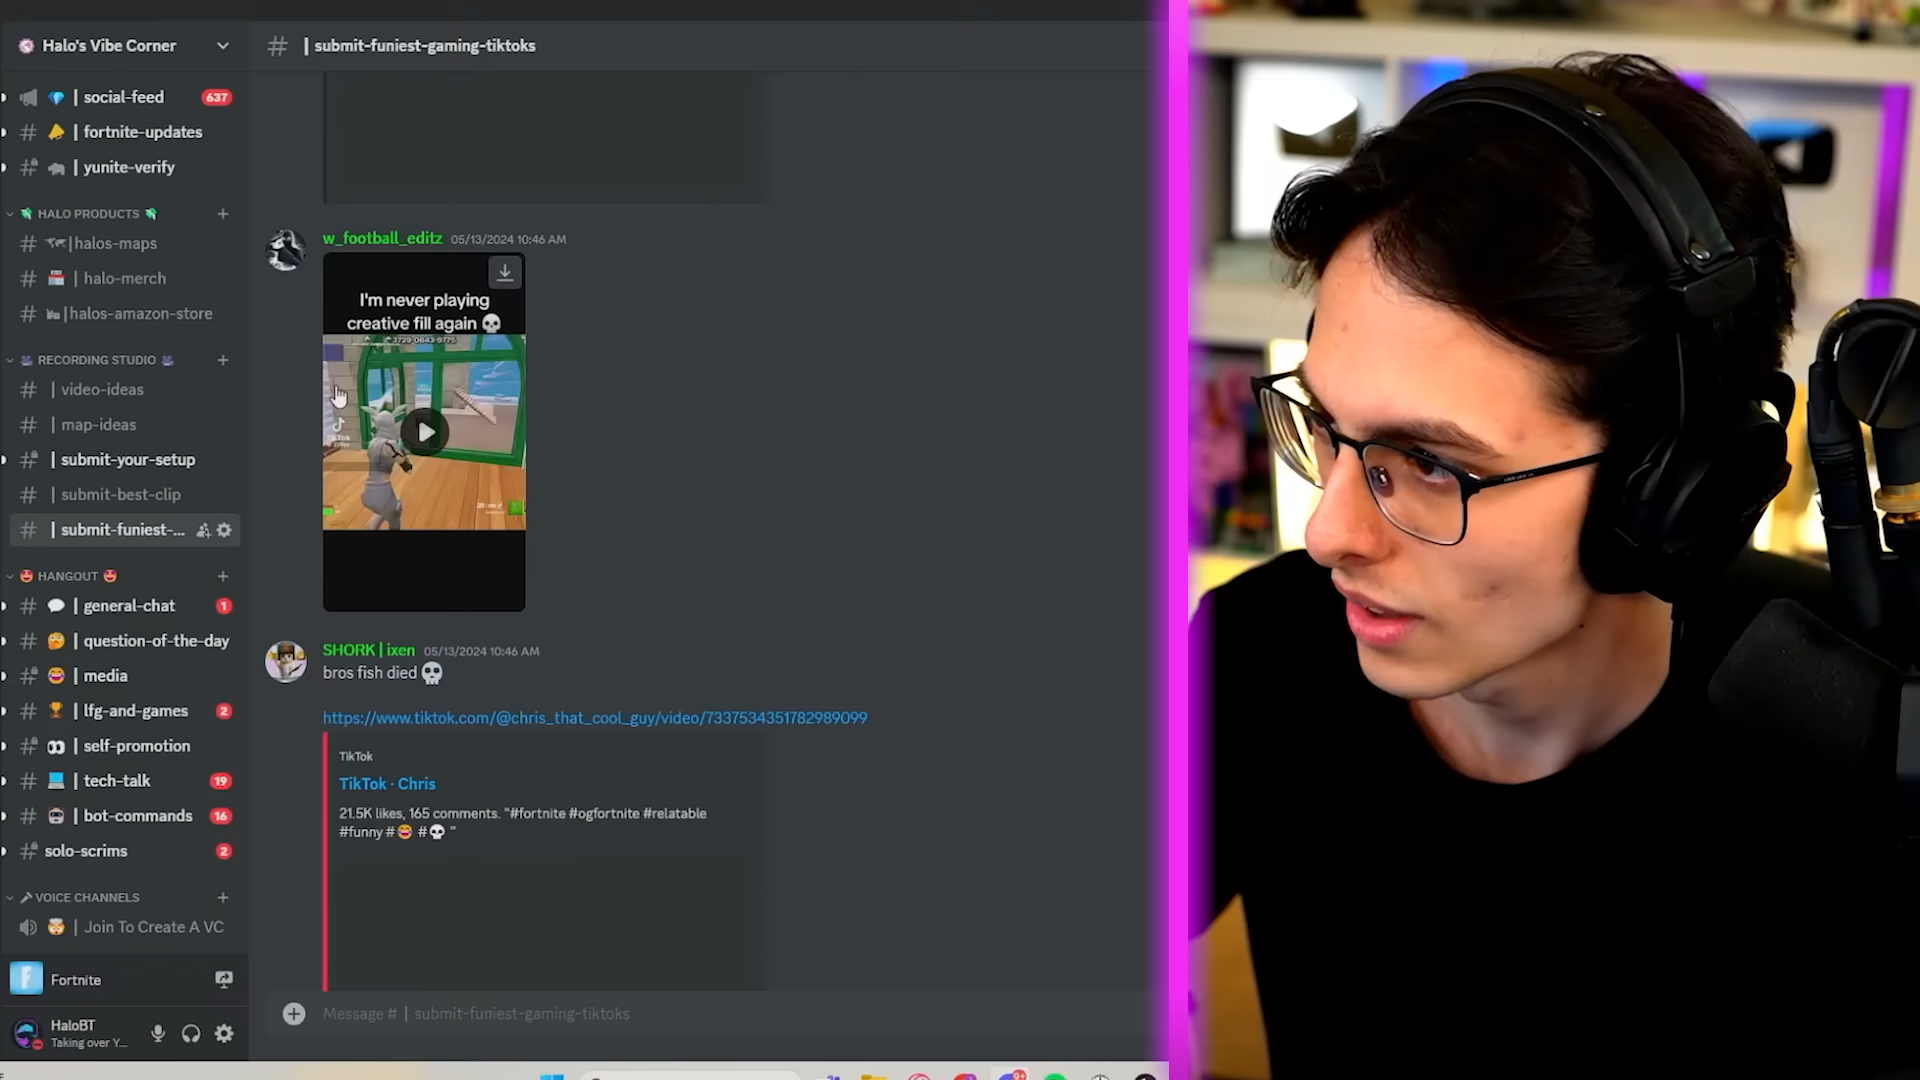 Halo's Vibe Corner
| social-feed 637
| fortnite-updates
| yunite-verify
HALO PRODUCTS
|halos-maps
| halo-merch
|halos-amazon-store
RECORDING STUDIO
| video-ideas
| map-ideas
| submit-your-setup
| submit-best-clip
| submit-funiest-...
HANGOUT
| general-chat 1
| question-of-the-day
| media
| lfg-and-games 2
| self-promotion
| tech-talk 19
| bot-commands 16
solo-scrims 2
VOICE CHANNELS
| Join To Create A VC
Fortnite
HaloBT
Taking over Y...
# | submit-funiest-gaming-tiktoks
w_football_editz 05/13/2024 10:46 AM
I'm never playing
creative fill again 💀
3729-0643-9775
TikTok
SHORK | ixen 05/13/2024 10:46 AM
bros fish died 💀
https://www.tiktok.com/@chris_that_cool_guy/video/7337534351782989099
TikTok
TikTok · Chris
21.5K likes, 165 comments. "#fortnite #ogfortnite #relatable
#funny #😂 #💀 "
Message # | submit-funiest-gaming-tiktoks
9+